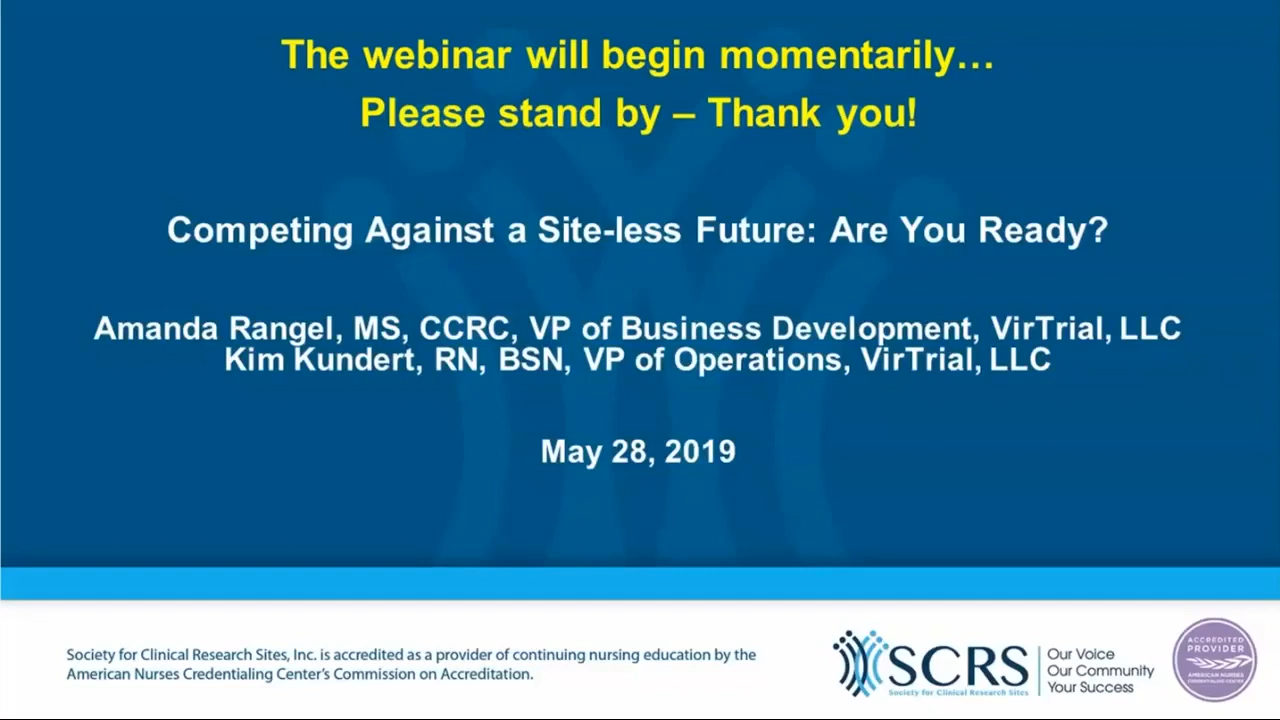 The webinar will begin momentarily…
Please stand by – Thank you!
Competing Against a Site-less Future: Are You Ready?
Amanda Rangel, MS, CCRC, VP of Business Development, VirTrial, LLC
Kim Kundert, RN, BSN, VP of Operations, VirTrial, LLC
May 28, 2019
Society for Clinical Research Sites, Inc. is accredited as a provider of continuing nursing education by the
American Nurses Credentialing Center's Commission on Accreditation.
SCRS
Society for Clinical Research Sites
Our Voice
Our Community
Your Success
ACCREDITED
PROVIDER
AMERICAN NURSES
CREDENTIALING CENTER